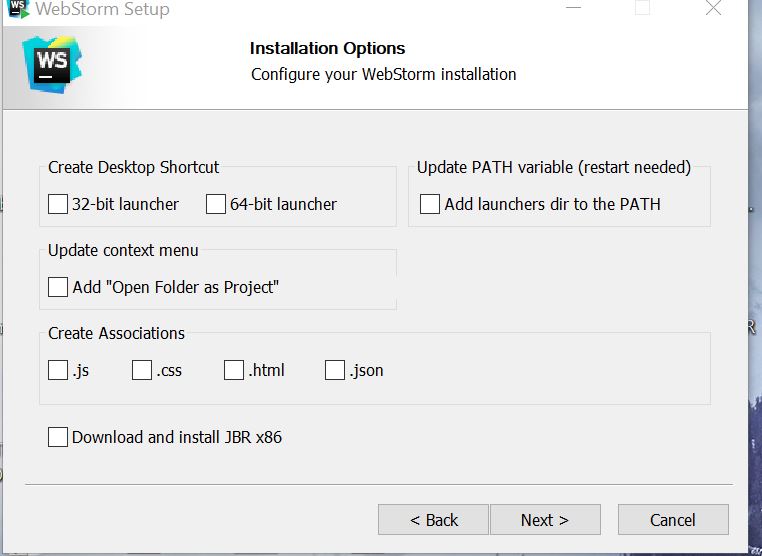 WS
WebStorm Setup
WS
Installation Options
Configure your WebStorm installation
Create Desktop Shortcut
32-bit launcher
64-bit launcher
Update PATH variable (restart needed)
Add launchers dir to the PATH
Update context menu
Add "Open Folder as Project"
Create Associations
.js
.css
.html
.json
Download and install JBR x86
< Back
Next >
Cancel